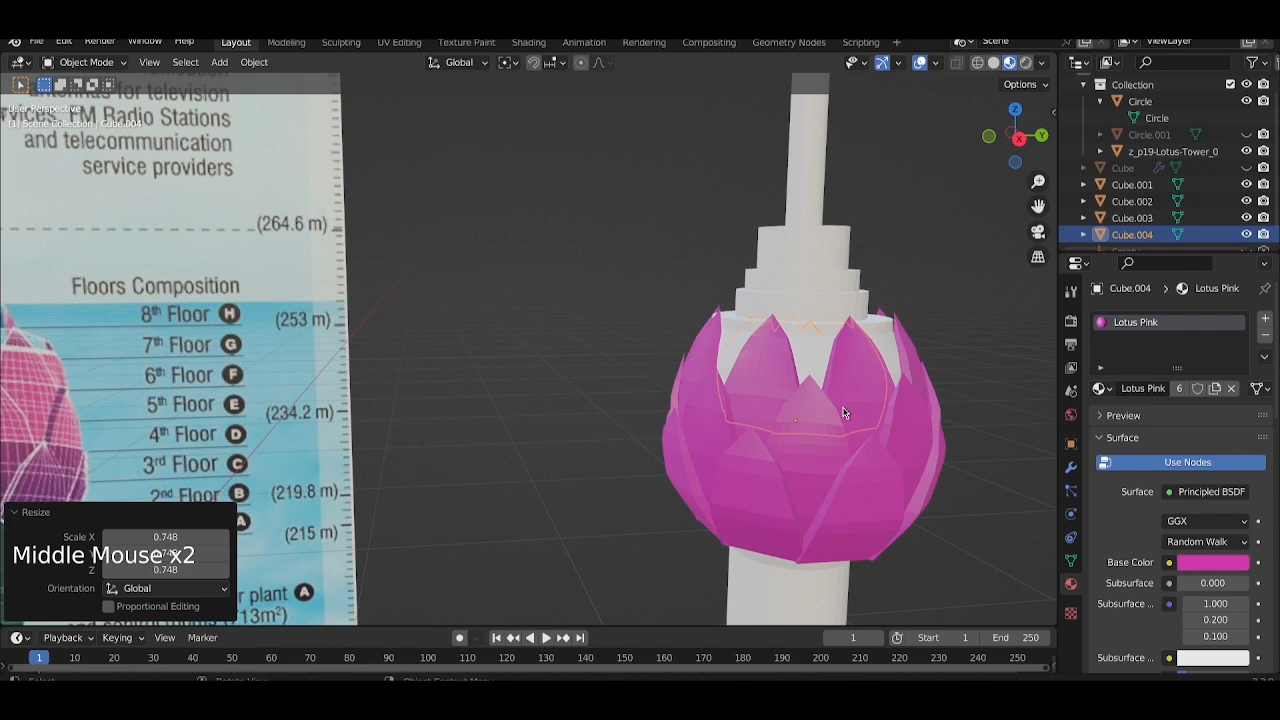 File Edit Render Window Help Layout Modeling Sculpting UV Editing Texture Paint Shading Animation Rendering Compositing Geometry Nodes Scripting + Scene ViewLayer
Object Mode View Select Add Object Global
Options
User Perspective
(1) Scene Collection | Cube.004
antennas for television
FM Radio Stations
and telecommunication
service providers
(264.6 m)
Floors Composition
8th Floor H (253 m)
7th Floor G
6th Floor F
5th Floor E (234.2 m)
4th Floor D
3rd Floor C
2nd Floor B (219.8 m)
A (215 m)
plant A
Resize
Scale X 0.748
Z 0.748
Orientation Global
Proportional Editing
Middle Mouse x2
X
Y
Z
Collection
Circle
Circle
Circle.001
z_p19-Lotus-Tower_0
Cube
Cube.001
Cube.002
Cube.003
Cube.004
Cube.004 > Lotus Pink
Lotus Pink
Lotus Pink 6
Preview
Surface
Use Nodes
Surface Principled BSDF
GGX
Random Walk
Base Color
Subsurface 0.000
Subsurface ... 1.000
0.200
0.100
Subsurface ...
Playback Keying View Marker 1 Start 1 End 250
1 10 20 30 40 50 60 70 80 90 100 110 120 130 140 150 160 170 180 190 200 210 220 230 240 250